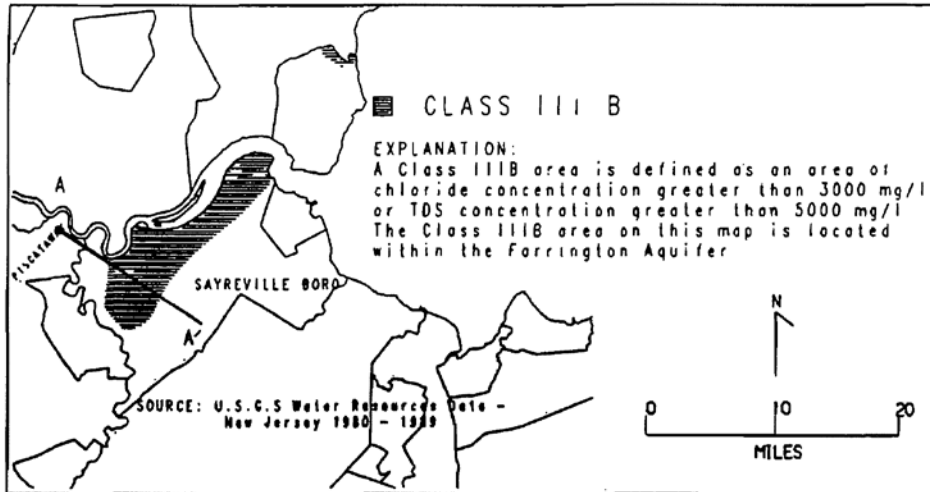 CLASS III B
EXPLANATION:
A Class IIIB area is defined as an area of
chloride concentration greater than 3000 mg/l
or TDS concentration greater than 5000 mg/l
The Class IIIB area on this map is located
within the Farrington Aquifer
A
PISCATAWAY
SAYREVILLE BORO
A-
N
SOURCE: U.S.G.S Water Resources Data -
New Jersey 1980 - 1989
0 10 20
MILES